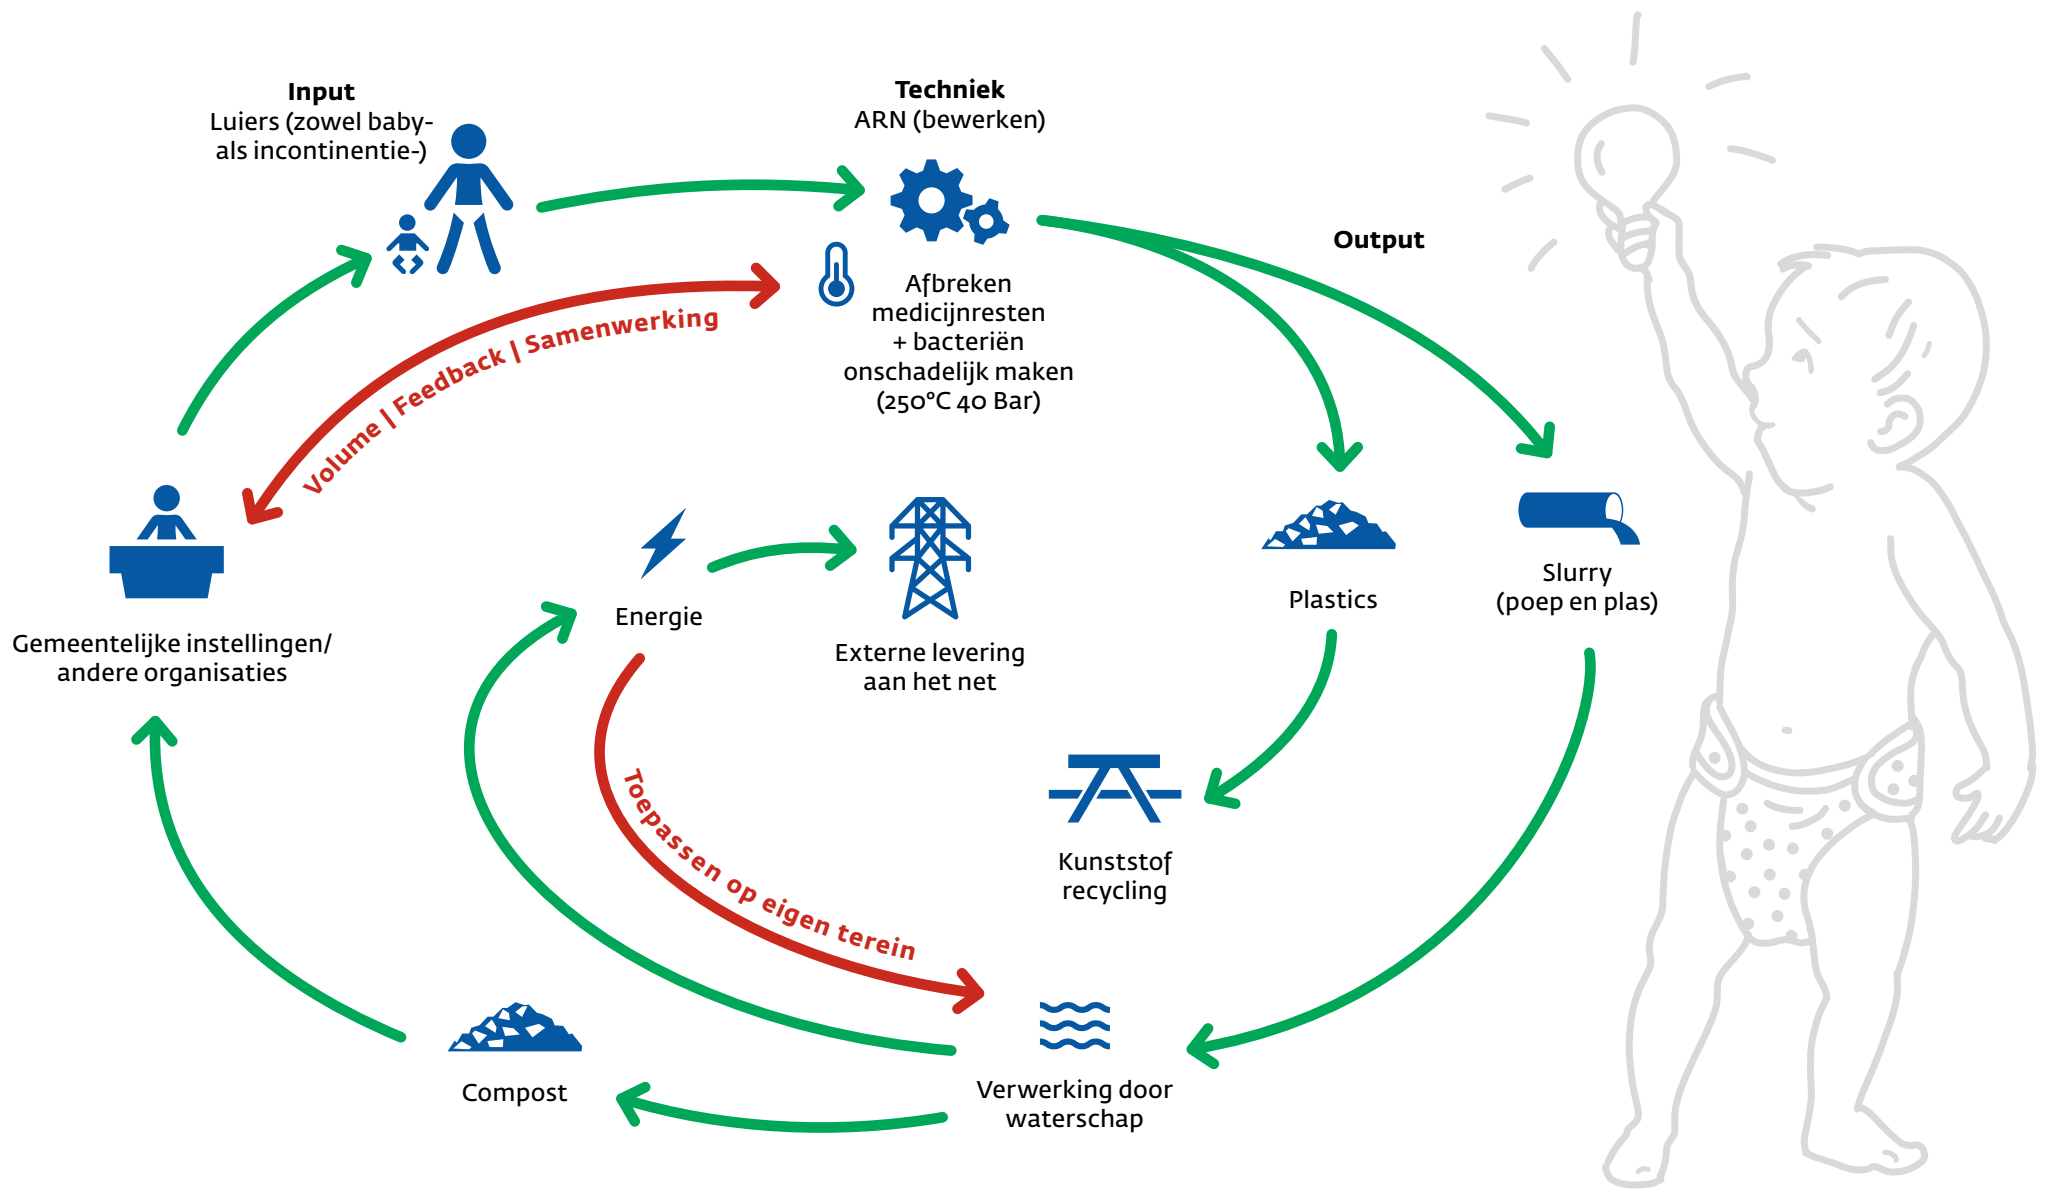 Input
Luiers (zowel baby-
als incontinentie-)
Techniek
ARN (bewerken)
Afbreken
medicijnresten
+ bacteriën
onschadelijk maken
(250°C 40 Bar)
Output
Volume | Feedback | Samenwerking
Gemeentelijke instellingen/
andere organisaties
Energie
Externe levering
aan het net
Plastics
Slurry
(poep en plas)
Toepassen op eigen terein
Kunststof
recycling
Compost
Verwerking door
waterschap